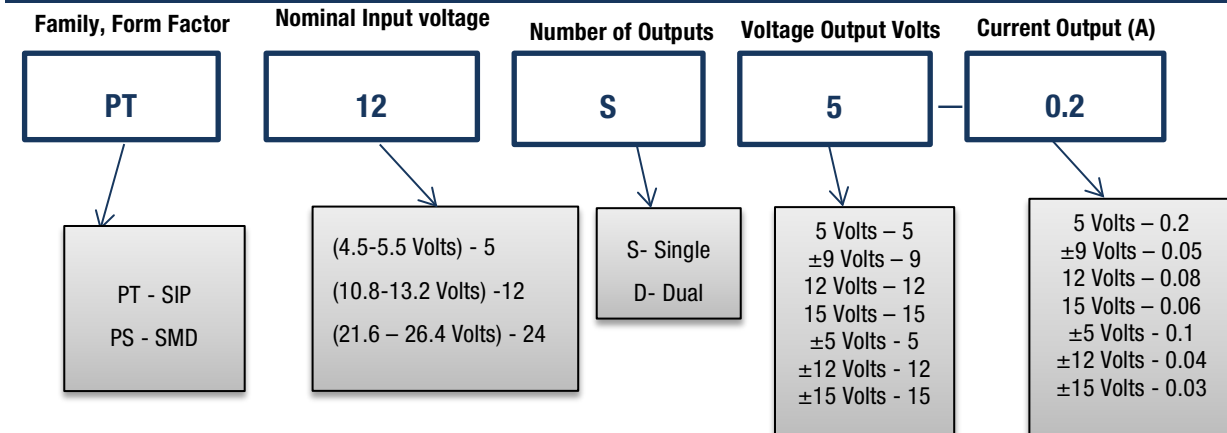 Family, Form Factor
Nominal Input voltage
Number of Outputs
Voltage Output Volts
Current Output (A)
PT
12
S
5
—
0.2
PT - SIP
PS - SMD
(4.5-5.5 Volts) - 5
(10.8-13.2 Volts) -12
(21.6 – 26.4 Volts) - 24
S- Single
D- Dual
5 Volts – 5
±9 Volts – 9
12 Volts – 12
15 Volts – 15
±5 Volts - 5
±12 Volts - 12
±15 Volts - 15
5 Volts – 0.2
±9 Volts – 0.05
12 Volts – 0.08
15 Volts – 0.06
±5 Volts - 0.1
±12 Volts - 0.04
±15 Volts - 0.03